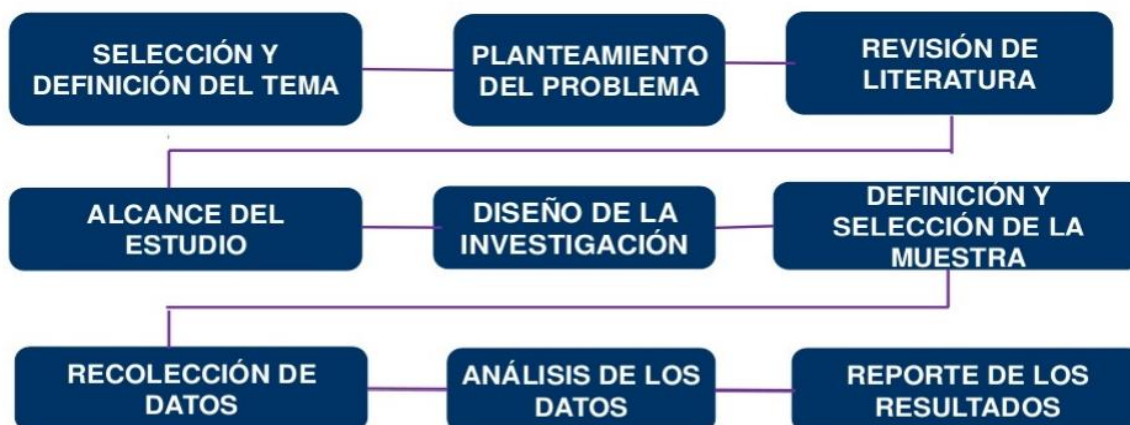 SELECCIÓN Y
DEFINICIÓN DEL TEMA
PLANTEAMIENTO
DEL PROBLEMA
REVISIÓN DE
LITERATURA
ALCANCE DEL
ESTUDIO
DISEÑO DE LA
INVESTIGACIÓN
DEFINICIÓN Y
SELECCIÓN DE LA
MUESTRA
RECOLECCIÓN DE
DATOS
ANÁLISIS DE LOS
DATOS
REPORTE DE LOS
RESULTADOS